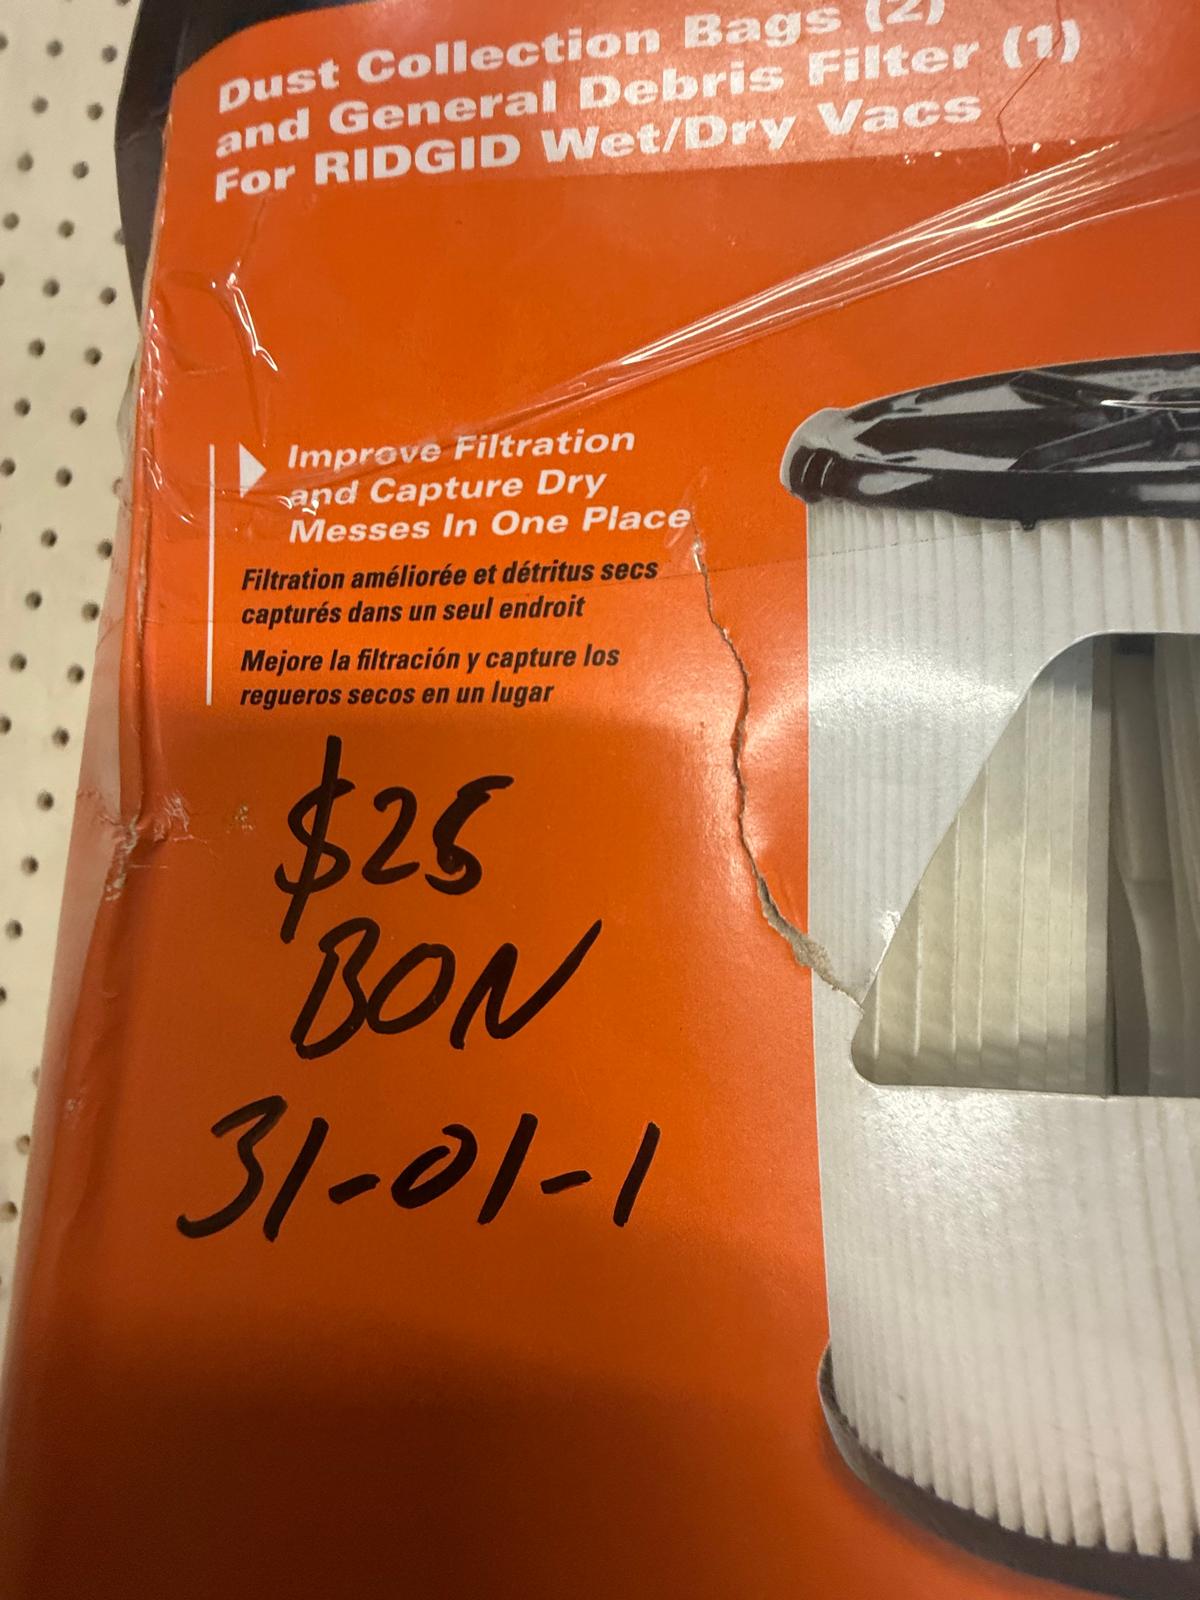 Dust Collection Bags (2)
and General Debris Filter (1)
For RIDGID Wet/Dry Vacs
Improve Filtration
and Capture Dry
Messes In One Place
Filtration améliorée et détritus secs
capturés dans un seul endroit
Mejore la filtración y capture los
regueros secos en un lugar
$25
BON
31-01-1